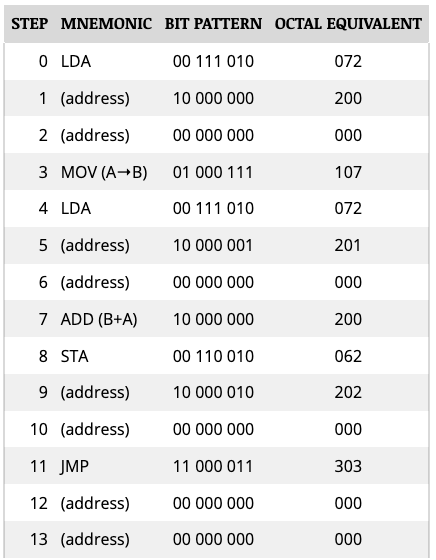 STEP MNEMONIC BIT PATTERN OCTAL EQUIVALENT
0 LDA 00 111 010 072
1 (address) 10 000 000 200
2 (address) 00 000 000 000
3 MOV (A→B) 01 000 111 107
4 LDA 00 111 010 072
5 (address) 10 000 001 201
6 (address) 00 000 000 000
7 ADD (B+A) 10 000 000 200
8 STA 00 110 010 062
9 (address) 10 000 010 202
10 (address) 00 000 000 000
11 JMP 11 000 011 303
12 (address) 00 000 000 000
13 (address) 00 000 000 000